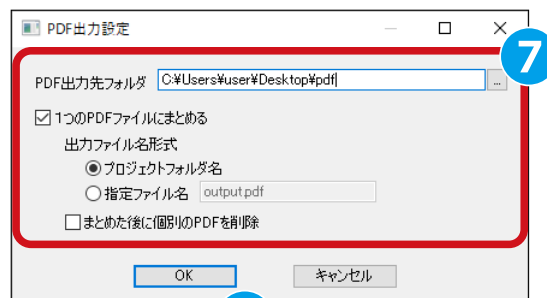 PDF出力設定
7
PDF出力先フォルダ C:¥Users¥user¥Desktop¥pdf ...
1つのPDFファイルにまとめる
出力ファイル名形式
プロジェクトフォルダ名
指定ファイル名 output.pdf
まとめた後に個別のPDFを削除
OK キャンセル